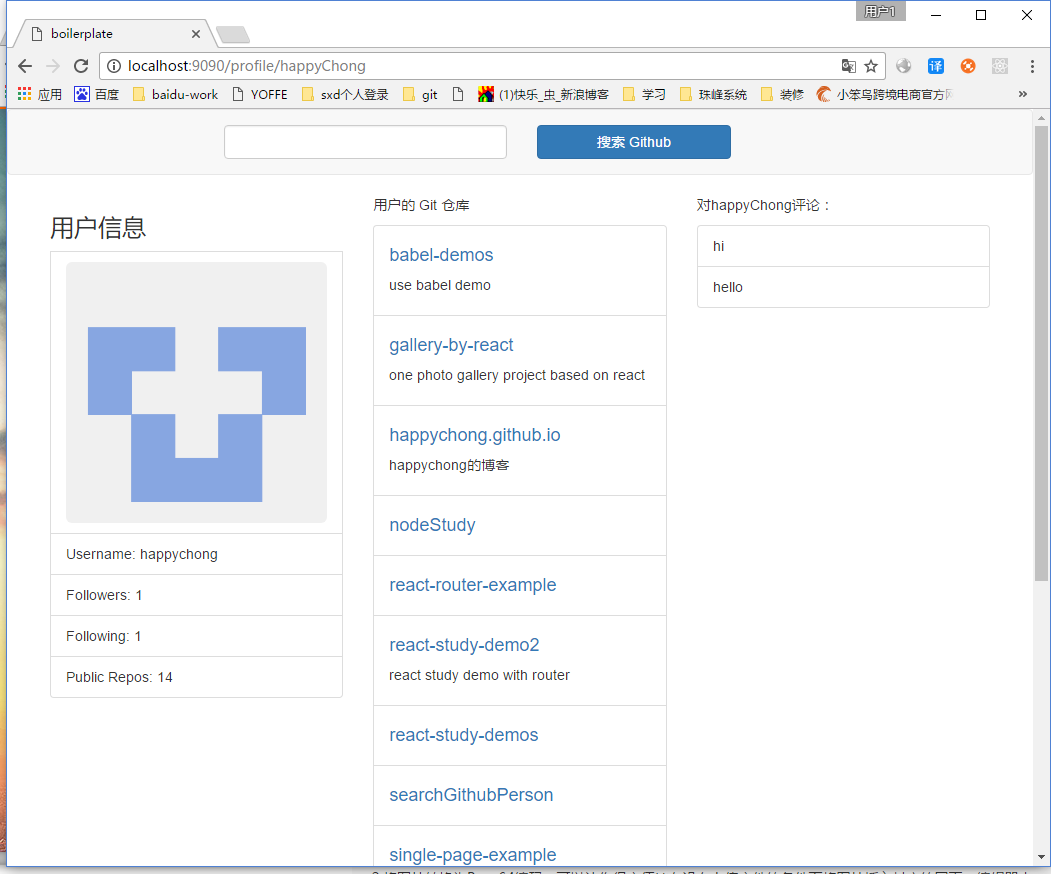 用户1
boilerplate
localhost:9090/profile/happyChong
应用 百度 baidu-work YOFFE sxd个人登录 git (1)快乐_虫_新浪博客 学习 珠峰系统 装修 小笨鸟跨境电商官方 »
译
搜索 Github
用户信息
Username: happychong
Followers: 1
Following: 1
Public Repos: 14
用户的 Git 仓库
babel-demos
use babel demo
gallery-by-react
one photo gallery project based on react
happychong.github.io
happychong的博客
nodeStudy
react-router-example
react-study-demo2
react study demo with router
react-study-demos
searchGithubPerson
single-page-example
对happyChong评论：
hi
hello